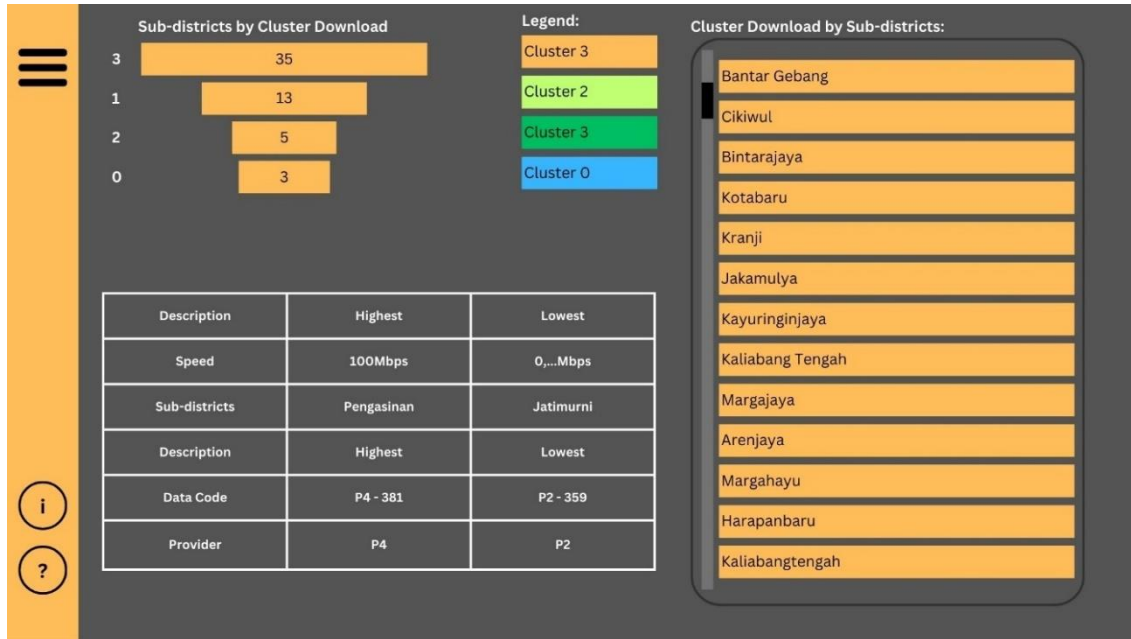 Sub-districts by Cluster Download
3 35
1 13
2 5
0 3
Legend:
Cluster 3
Cluster 2
Cluster 3
Cluster 0
Description Highest Lowest
Speed 100Mbps 0,...Mbps
Sub-districts Pengasinan Jatimurni
Description Highest Lowest
Data Code P4 - 381 P2 - 359
Provider P4 P2
Cluster Download by Sub-districts:
Bantar Gebang
Cikiwul
Bintarajaya
Kotabaru
Kranji
Jakamulya
Kayuringinjaya
Kaliabang Tengah
Margajaya
Arenjaya
Margahayu
Harapanbaru
Kaliabangtengah
i
?